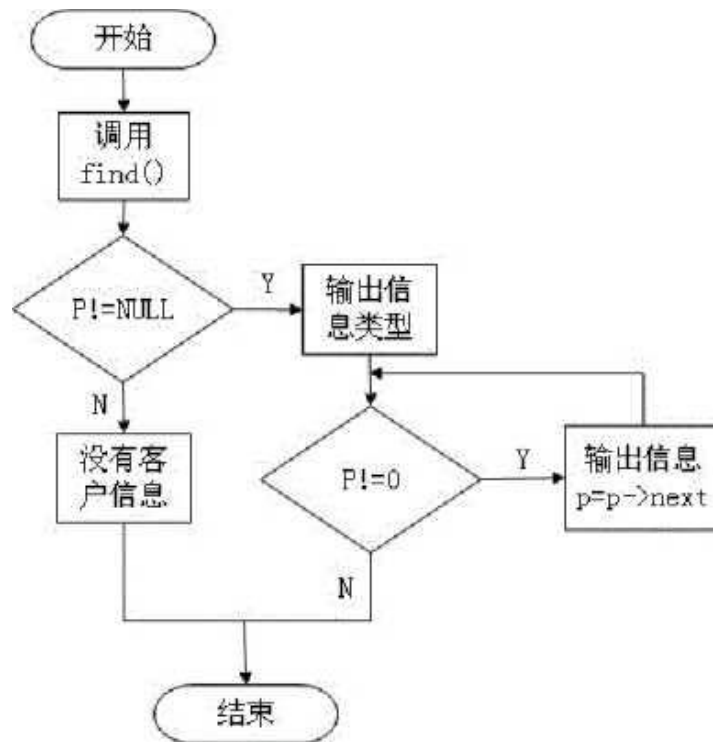 开始
调用
find()
P!=NULL
Y
输出信
息类型
N
没有客
户信息
P!=0
Y
输出信息
p=p->next
N
结束